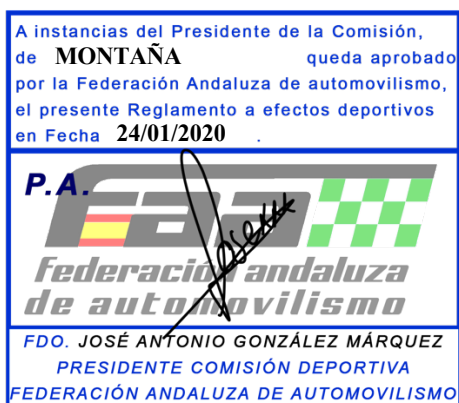 A instancias del Presidente de la Comisión,
de MONTAÑA queda aprobado
por la Federación Andaluza de automovilismo,
el presente Reglamento a efectos deportivos
en Fecha 24/01/2020 .
P.A.
faa
Federación andaluza
de automovilismo
FDO. JOSÉ ANTONIO GONZÁLEZ MÁRQUEZ
PRESIDENTE COMISIÓN DEPORTIVA
FEDERACIÓN ANDALUZA DE AUTOMOVILISMO